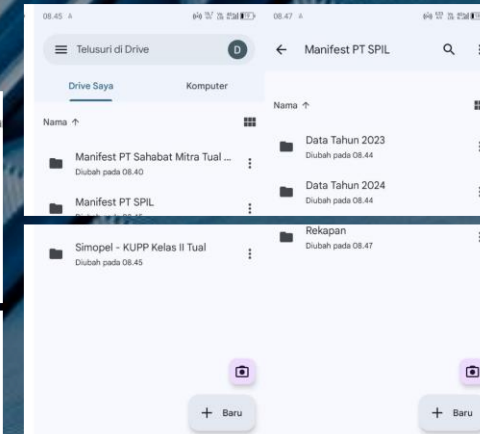 08.45
Telusuri di Drive
D
Drive Saya
Komputer
Nama ↑
Manifest PT Sahabat Mitra Tual ...
Diubah pada 08.40
Manifest PT SPIL
Simopel - KUPP Kelas II Tual
Diubah pada 08.45
+ Baru
08.47
Manifest PT SPIL
Nama ↑
Data Tahun 2023
Diubah pada 08.44
Data Tahun 2024
Diubah pada 08.44
Rekapan
Diubah pada 08.47
+ Baru